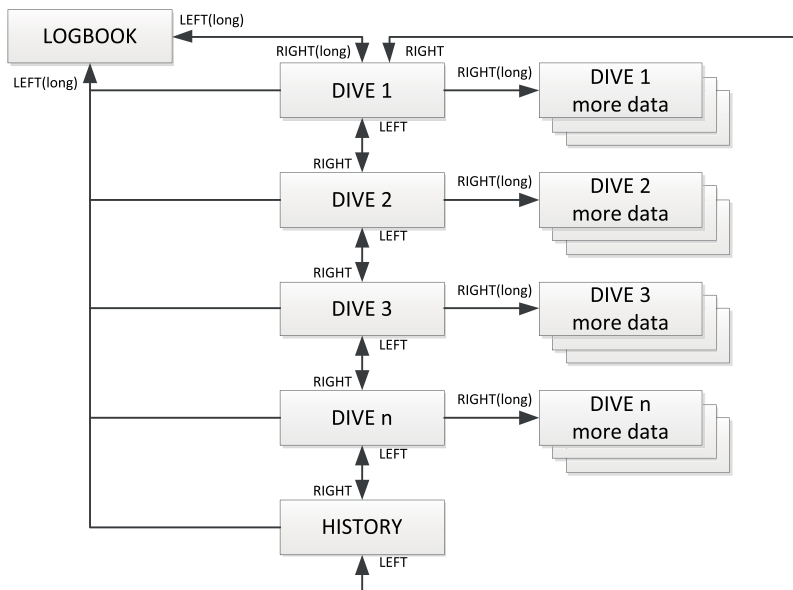 LOGBOOK
LEFT(long)
RIGHT(long)
RIGHT
LEFT(long)
DIVE 1
RIGHT(long)
DIVE 1
more data
LEFT
RIGHT
DIVE 2
RIGHT(long)
DIVE 2
more data
LEFT
RIGHT
DIVE 3
RIGHT(long)
DIVE 3
more data
LEFT
RIGHT
DIVE n
RIGHT(long)
DIVE n
more data
LEFT
RIGHT
HISTORY
LEFT